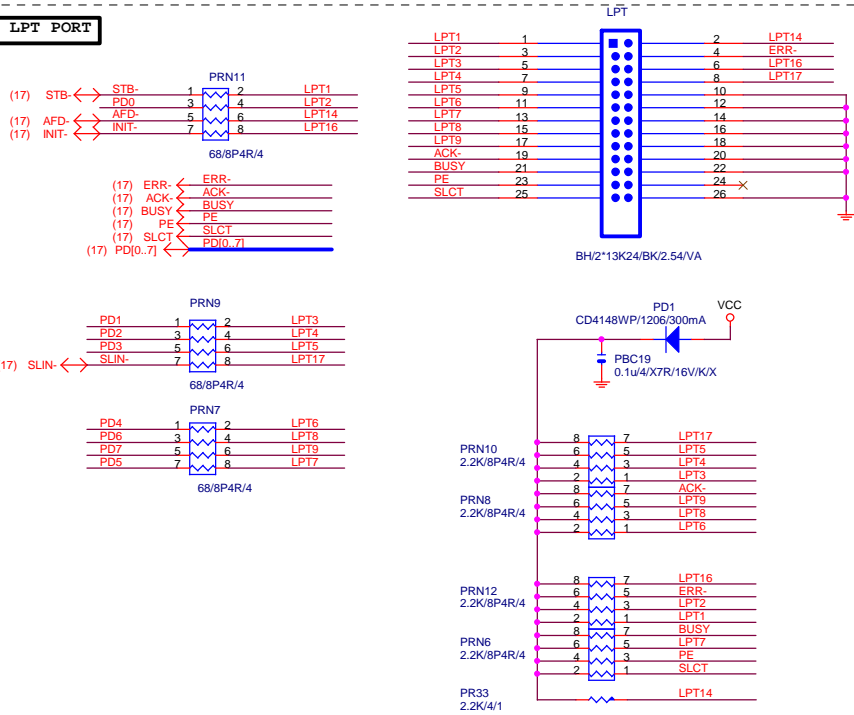 LPT PORT
PRN11
(17) STB- STB- 1 2 LPT1
PD0 3 4 LPT2
(17) AFD- AFD- 5 6 LPT14
(17) INIT- INIT- 7 8 LPT16
68/8P4R/4
(17) ERR- ERR-
(17) ACK- ACK-
(17) BUSY BUSY
(17) PE PE
(17) SLCT SLCT
(17) PD[0..7] PD[0..7]
LPT
LPT1 1 2 LPT14
LPT2 3 4 ERR-
LPT3 5 6 LPT16
LPT4 7 8 LPT17
LPT5 9 10
LPT6 11 12
LPT7 13 14
LPT8 15 16
LPT9 17 18
ACK- 19 20
BUSY 21 22
PE 23 24
SLCT 25 26
BH/2*13K24/BK/2.54/VA
PRN9
PD1 1 2 LPT3
PD2 3 4 LPT4
PD3 5 6 LPT5
17) SLIN- SLIN- 7 8 LPT17
68/8P4R/4
PRN7
PD4 1 2 LPT6
PD6 3 4 LPT8
PD7 5 6 LPT9
PD5 7 8 LPT7
68/8P4R/4
PD1 VCC
CD4148WP/1206/300mA
PBC19
0.1u/4/X7R/16V/K/X
8 7 LPT17
PRN10 6 5 LPT5
2.2K/8P4R/4 4 3 LPT4
2 1 LPT3
8 7 ACK-
PRN8 6 5 LPT9
2.2K/8P4R/4 4 3 LPT8
2 1 LPT6
8 7 LPT16
PRN12 6 5 ERR-
2.2K/8P4R/4 4 3 LPT2
2 1 LPT1
8 7 BUSY
PRN6 6 5 LPT7
2.2K/8P4R/4 4 3 PE
2 1 SLCT
PR33 LPT14
2.2K/4/1